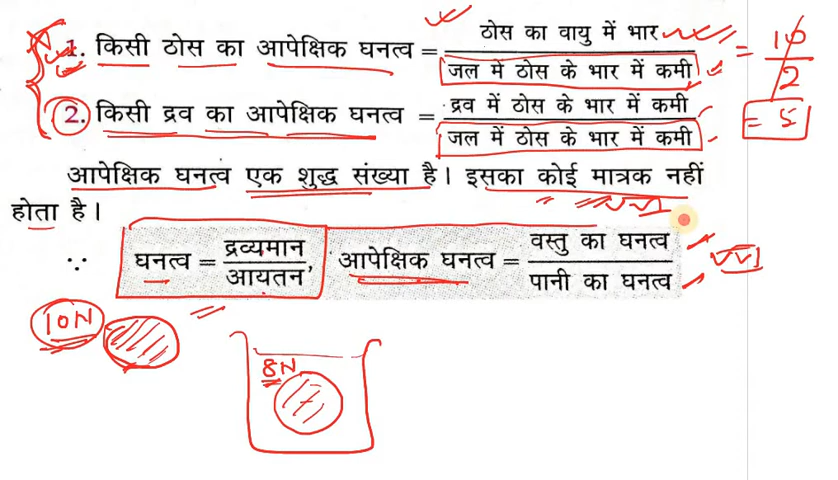 1. किसी ठोस का आपेक्षिक घनत्व = ठोस का वायु में भार / जल में ठोस के भार में कमी = 10 / 2
2. किसी द्रव का आपेक्षिक घनत्व = द्रव में ठोस के भार में कमी / जल में ठोस के भार में कमी = 5
आपेक्षिक घनत्व एक शुद्ध संख्या है। इसका कोई मात्रक नहीं
होता है।
∵ घनत्व = द्रव्यमान / आयतन, आपेक्षिक घनत्व = वस्तु का घनत्व / पानी का घनत्व
10N
8N